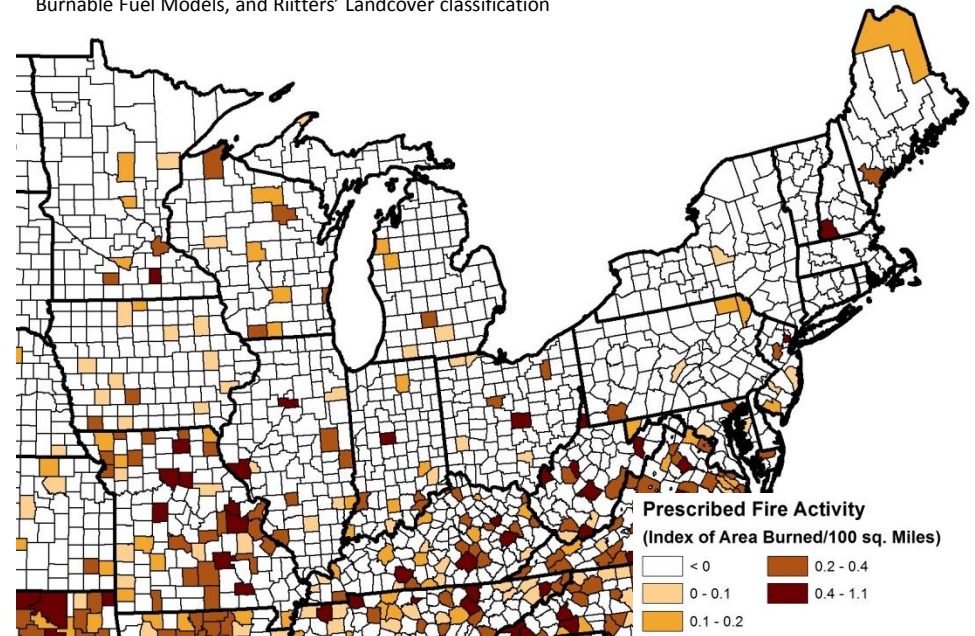 Burnable Fuel Models, and Riitters’ Landcover classification
Prescribed Fire Activity
(Index of Area Burned/100 sq. Miles)
< 0
0.2 - 0.4
0 - 0.1
0.4 - 1.1
0.1 - 0.2